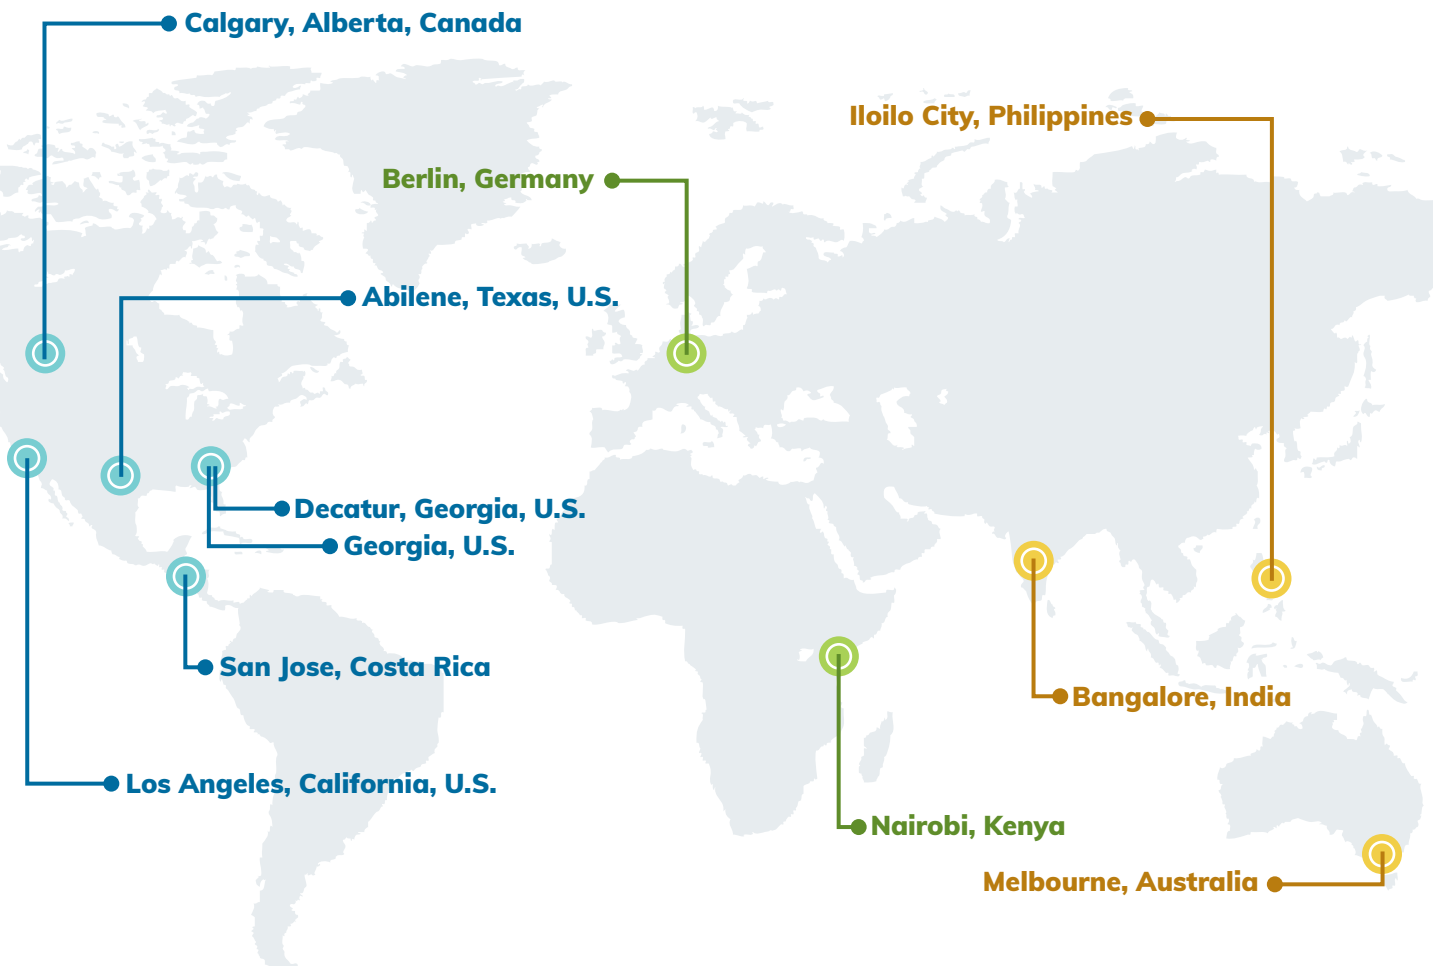 Calgary, Alberta, Canada
Iloilo City, Philippines
Berlin, Germany
Abilene, Texas, U.S.
Decatur, Georgia, U.S.
Georgia, U.S.
San Jose, Costa Rica
Bangalore, India
Los Angeles, California, U.S.
Nairobi, Kenya
Melbourne, Australia